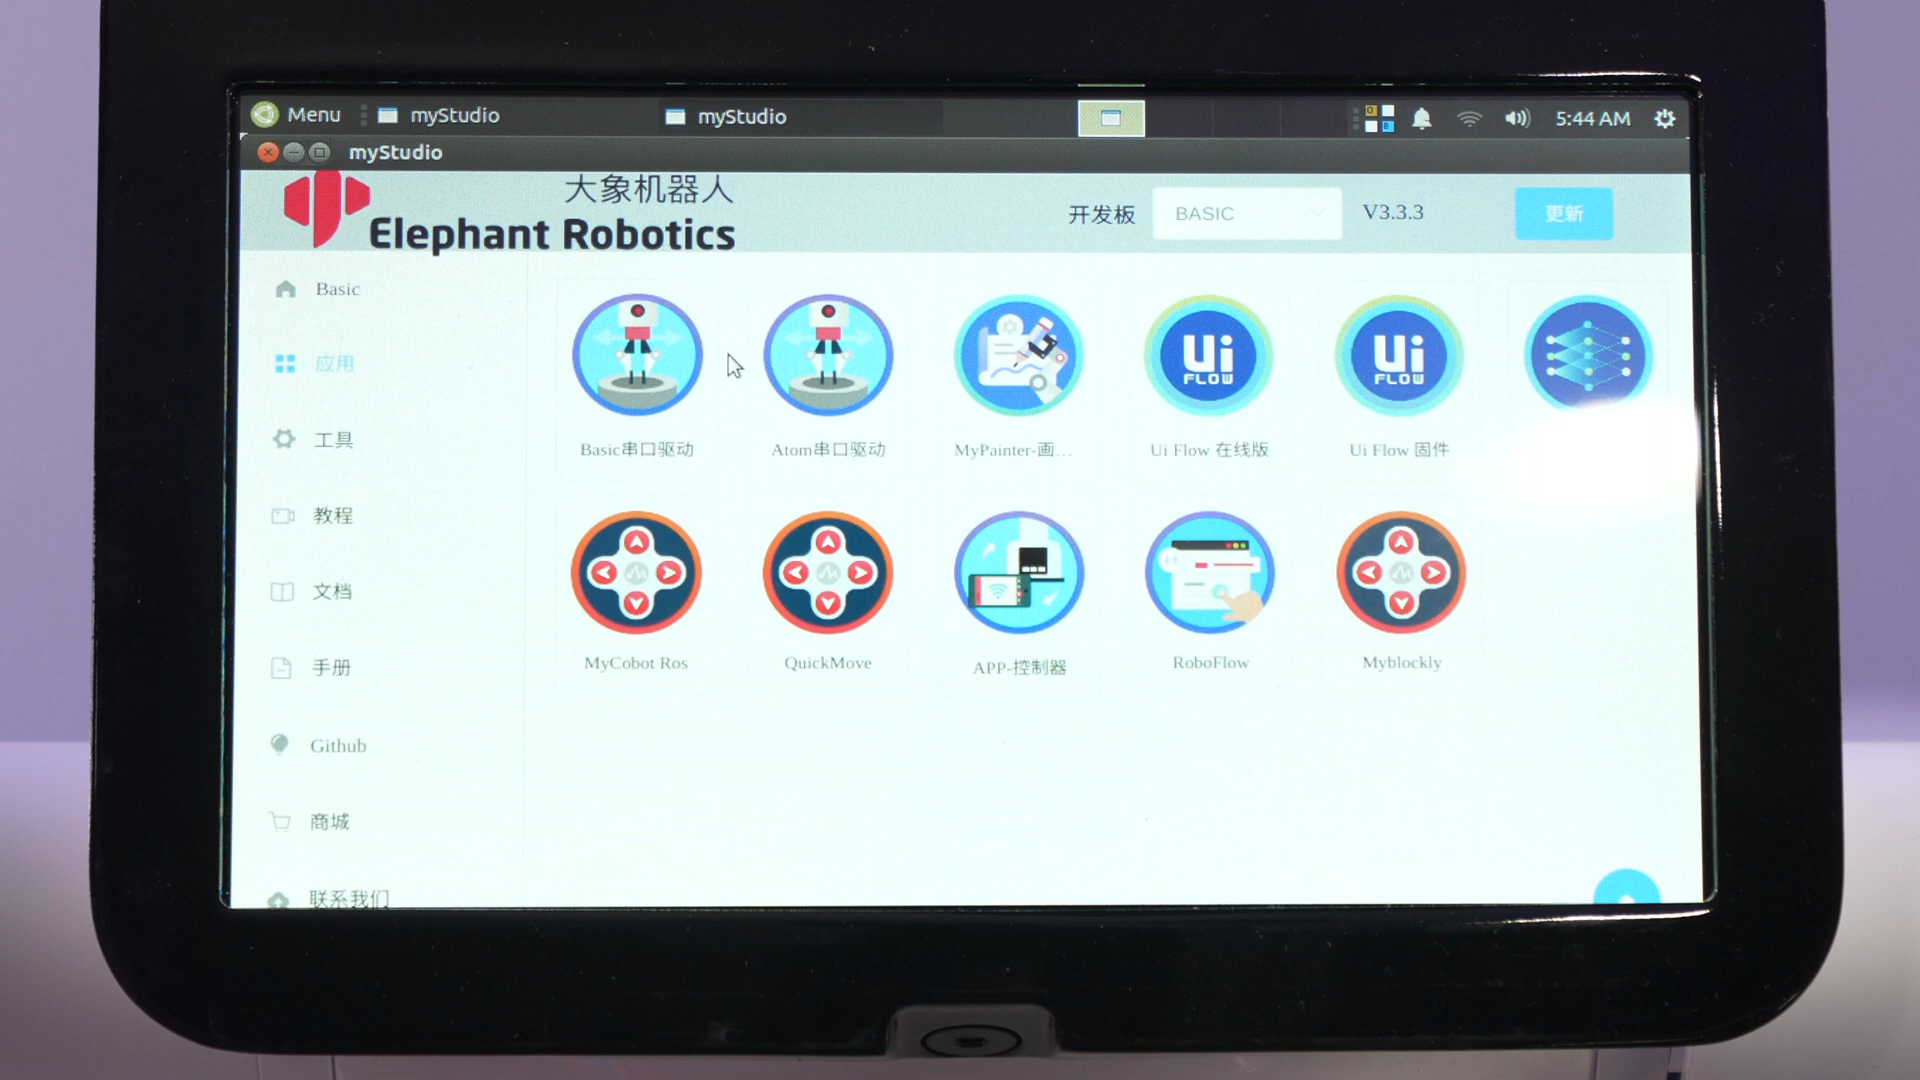 Menu myStudio myStudio 5:44 AM
myStudio
大象机器人
Elephant Robotics
开发板 BASIC V3.3.3 更新
Basic
应用
工具
教程
文档
手册
Github
商城
联系我们
Ui FLOW Ui FLOW
Basic串口驱动 Atom串口驱动 MyPainter-画... Ui Flow 在线版 Ui Flow 固件
MyCobot Ros QuickMove APP-控制器 RoboFlow Myblockly